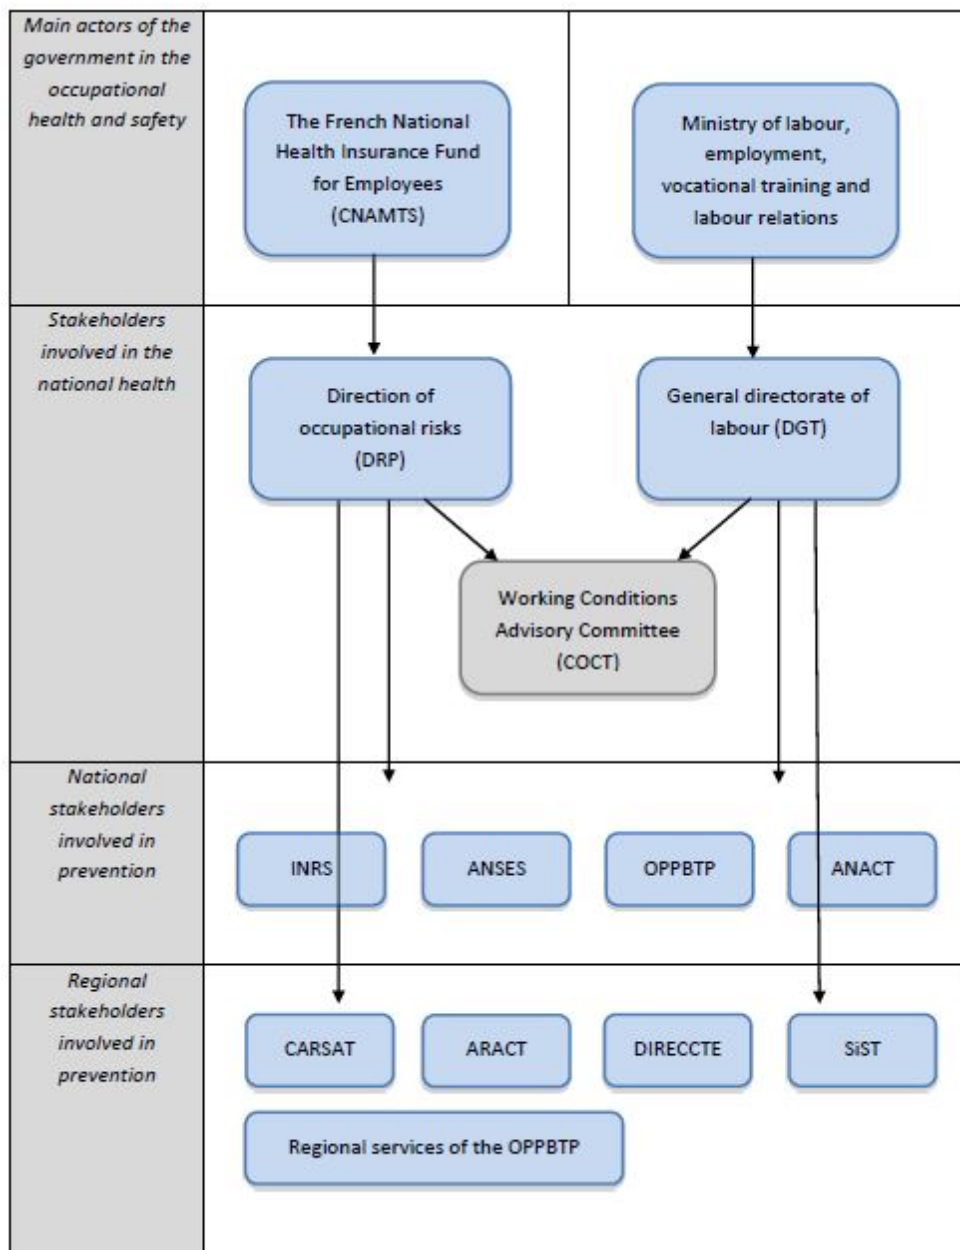 Main actors of the
government in the
occupational
health and safety
The French National
Health Insurance Fund
for Employees
(CNAMTS)
Ministry of labour,
employment,
vocational training and
labour relations
Stakeholders
involved in the
national health
Direction of
occupational risks
(DRP)
General directorate of
labour (DGT)
Working Conditions
Advisory Committee
(COCT)
National
stakeholders
involved in
prevention
INRS
ANSES
OPPBTP
ANACT
Regional
stakeholders
involved in
prevention
CARSAT
ARACT
DIRECCTE
SiST
Regional services of the OPPBTP